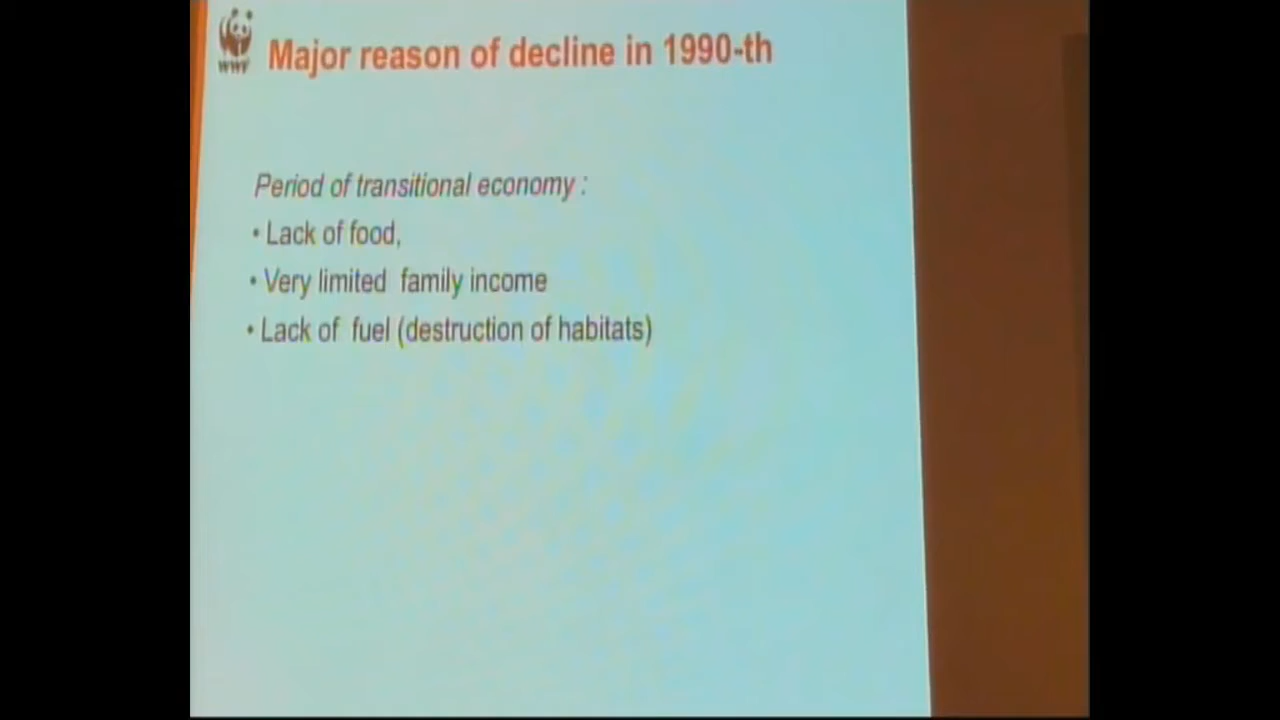 WWF
Major reason of decline in 1990-th
Period of transitional economy :
• Lack of food,
• Very limited family income
• Lack of fuel (destruction of habitats)